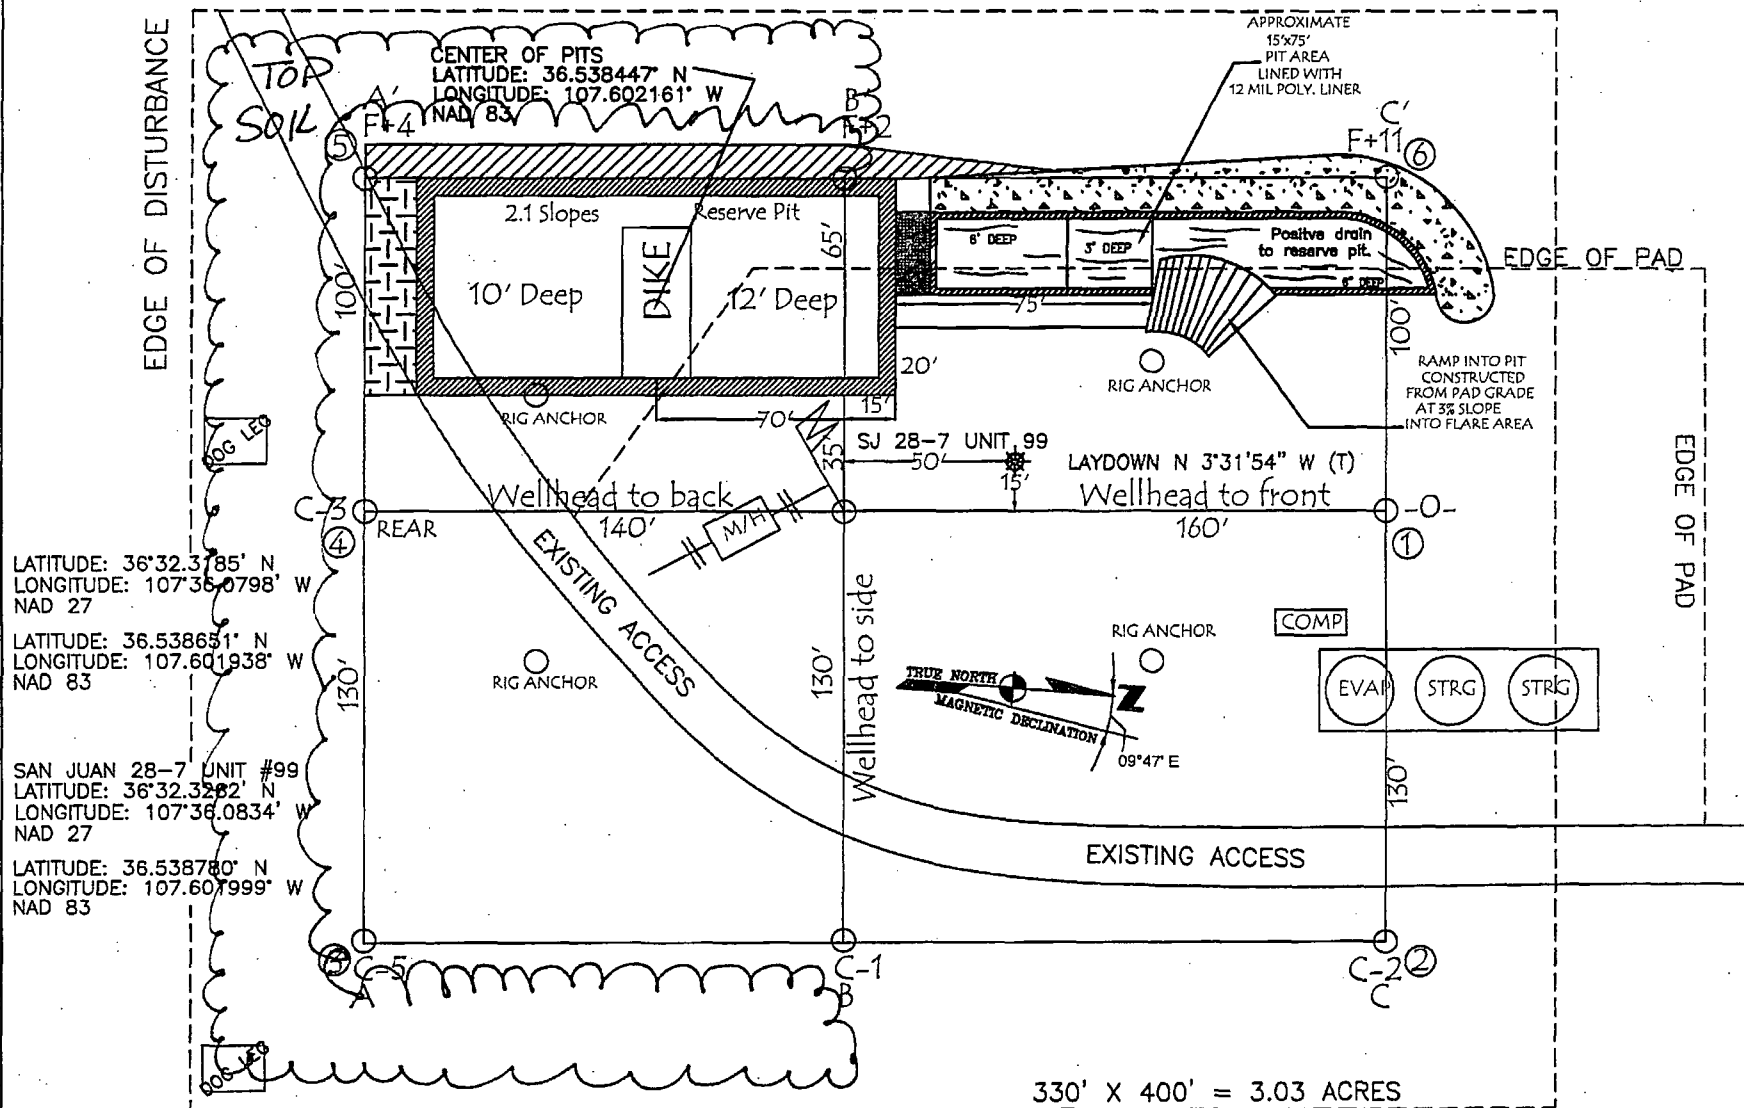 EDGE OF DISTURBANCE
TOP
SOIL
CENTER OF PITS
LATITUDE: 36.538447° N
LONGITUDE: 107.602161° W
NAD 83
A'
F+4
5
B'
F+2
APPROXIMATE
15'x75'
PIT AREA
LINED WITH
12 MIL POLY. LINER
C'
F+11
6
2.1 Slopes
Reserve Pit
DIKE
10' Deep
12' Deep
65'
100'
6' DEEP
3' DEEP
Positve drain
to reserve pit.
6' DEEP
EDGE OF PAD
75'
100'
20'
RIG ANCHOR
RAMP INTO PIT
CONSTRUCTED
FROM PAD GRADE
AT 3% SLOPE
INTO FLARE AREA
RIG ANCHOR
70'
15'
35'
DOG LEG
SJ 28-7 UNIT 99
50'
15'
LAYDOWN N 3°31'54" W (T)
EDGE OF PAD
C-3
REAR
4
Wellhead to back
140'
M/H
Wellhead to front
160'
-O-
1
LATITUDE: 36°32.3185' N
LONGITUDE: 107°36.0798' W
NAD 27
LATITUDE: 36.538651° N
LONGITUDE: 107.601938° W
NAD 83
EXISTING ACCESS
130'
RIG ANCHOR
130'
Wellhead to side
RIG ANCHOR
COMP
EVAP
STRG
STRG
TRUE NORTH
N
MAGNETIC DECLINATION
09°47' E
SAN JUAN 28-7 UNIT #99
LATITUDE: 36°32.3262' N
LONGITUDE: 107°36.0834' W
NAD 27
LATITUDE: 36.538780° N
LONGITUDE: 107.601999° W
NAD 83
130'
EXISTING ACCESS
3
C-5
A
C-1
B
C-2
2
C
DOG LEG
330' X 400' = 3.03 ACRES